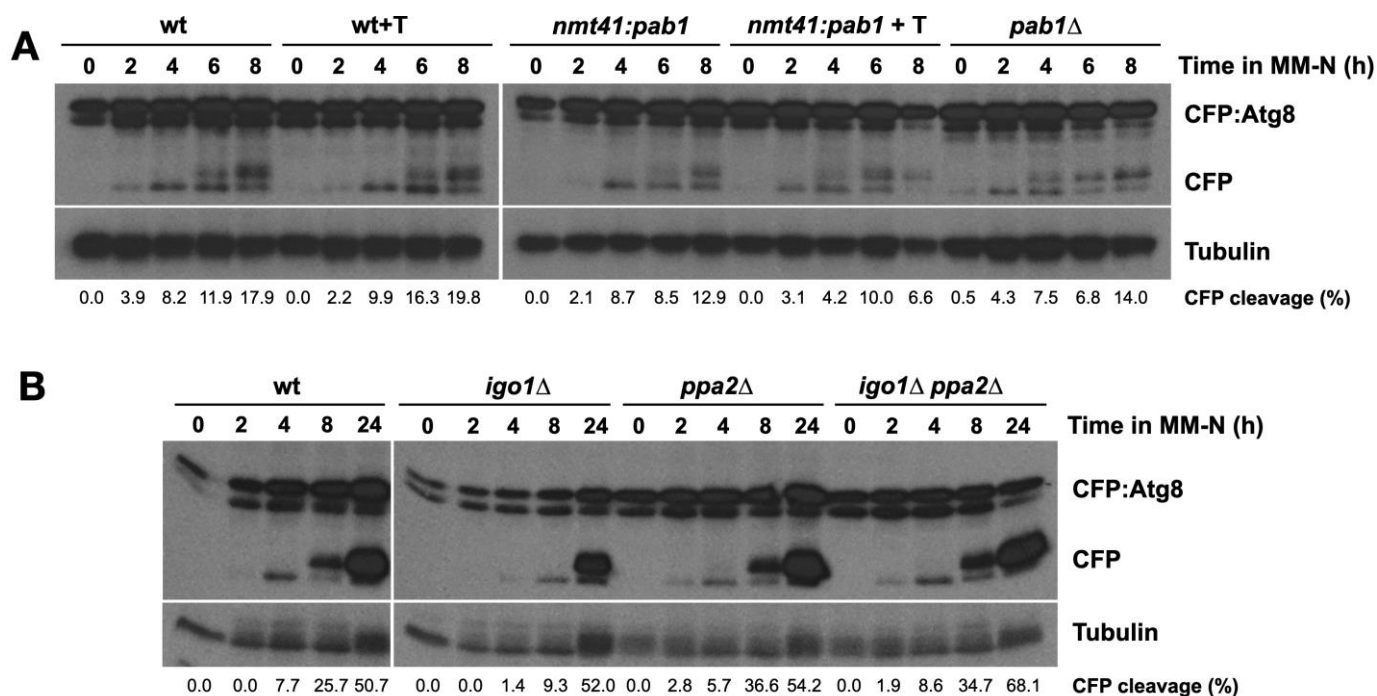 A
wt wt+T nmt41:pab1 nmt41:pab1 + T pab1Δ
0 2 4 6 8 0 2 4 6 8 0 2 4 6 8 0 2 4 6 8 0 2 4 6 8 Time in MM-N (h)
CFP:Atg8
CFP
Tubulin
0.0 3.9 8.2 11.9 17.9 0.0 2.2 9.9 16.3 19.8 0.0 2.1 8.7 8.5 12.9 0.0 3.1 4.2 10.0 6.6 0.5 4.3 7.5 6.8 14.0 CFP cleavage (%)
B
wt igo1Δ ppa2Δ igo1Δ ppa2Δ
0 2 4 8 24 0 2 4 8 24 0 2 4 8 24 0 2 4 8 24 Time in MM-N (h)
CFP:Atg8
CFP
Tubulin
0.0 0.0 7.7 25.7 50.7 0.0 0.0 1.4 9.3 52.0 0.0 2.8 5.7 36.6 54.2 0.0 1.9 8.6 34.7 68.1 CFP cleavage (%)